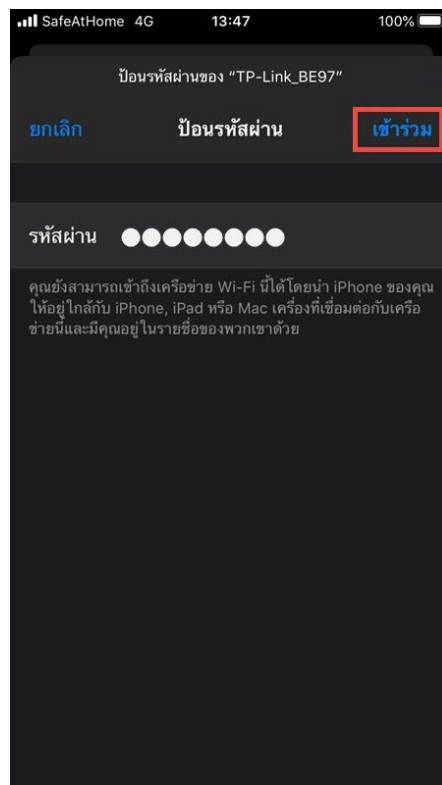 SafeAtHome 4G 13:47 100%
ป้อนรหัสผ่านของ “TP-Link_BE97”
ยกเลิก ป้อนรหัสผ่าน เข้าร่วม
รหัสผ่าน ●●●●●●●●
คุณยังสามารถเข้าถึงเครือข่าย Wi-Fi นี้ได้โดยนำ iPhone ของคุณ
ให้อยู่ใกล้กับ iPhone, iPad หรือ Mac เครื่องที่เชื่อมต่อกับเครือ
ข่ายนี้และมีคุณอยู่ในรายชื่อของพวกเขาด้วย